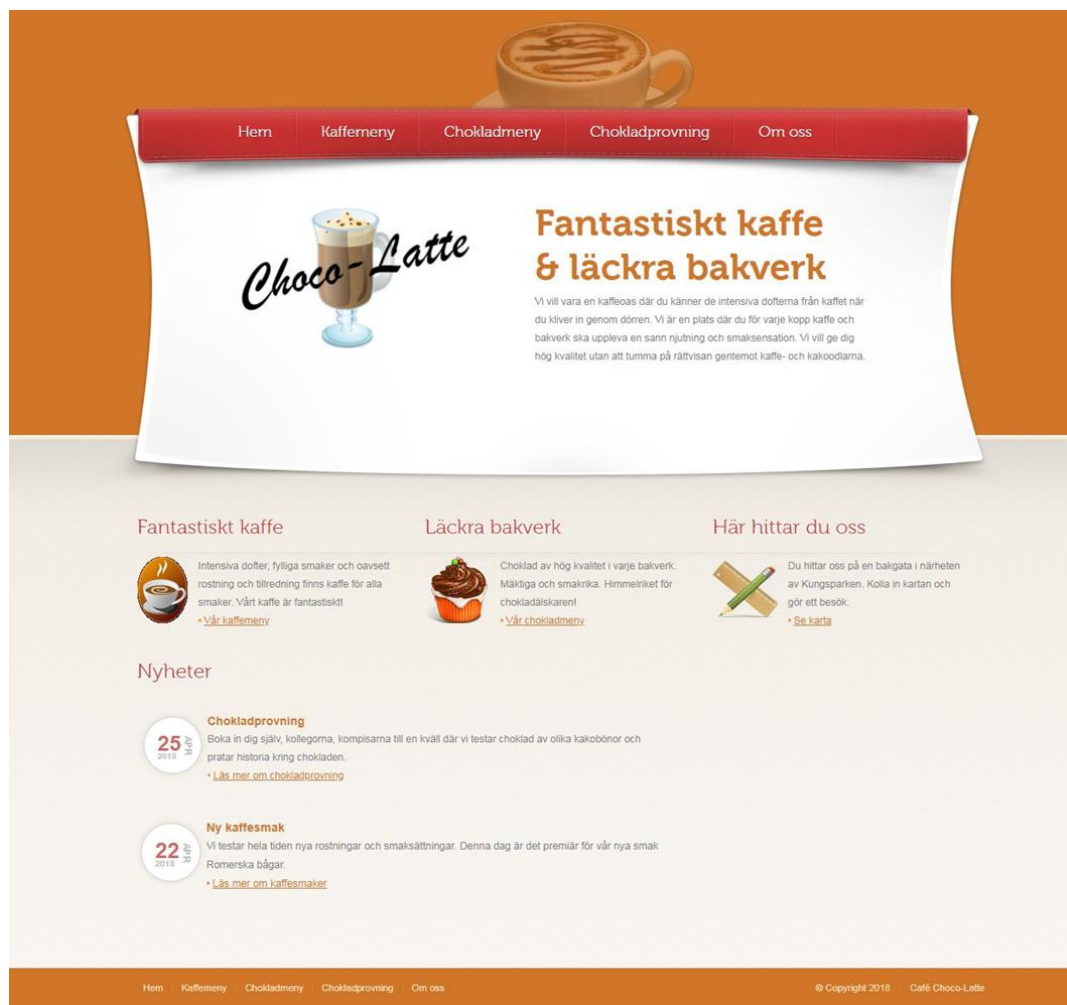 Hem Kaffemeny Chokladmeny Chokladprovning Om oss
Choco-Latte
Fantastiskt kaffe
& läckra bakverk
Vi vill vara en kaffeoas där du känner de intensiva dofterna från kaffet när
du kliver in genom dörren. Vi är en plats där du för varje kopp kaffe och
bakverk ska uppleva en sann njutning och smaksensation. Vi vill ge dig
hög kvalitet utan att tumma på rättvisan gentemot kaffe- och kakoodlarna.
Fantastiskt kaffe
Intensiva dofter, fylliga smaker och oavsett
rostning och tillredning finns kaffe för alla
smaker. Vårt kaffe är fantastiskt!
• Vår kaffemeny
Läckra bakverk
Choklad av hög kvalitet i varje bakverk.
Mäktiga och smakrika. Himmelriket för
chokladälskaren!
• Vår chokladmeny
Här hittar du oss
Du hittar oss på en bakgata i närheten
av Kungsparken. Kolla in kartan och
gör ett besök.
• Se karta
Nyheter
25 APR
2018
Chokladprovning
Boka in dig själv, kollegorna, kompisarna till en kväll där vi testar choklad av olika kakobönor och
pratar historia kring chokladen.
• Läs mer om chokladprovning
22 APR
2018
Ny kaffesmak
Vi testar hela tiden nya rostningar och smaksättningar. Denna dag är det premiär för vår nya smak
Romerska bågar.
• Läs mer om kaffesmaker
Hem Kaffemeny Chokladmeny Chokladprovning Om oss
© Copyright 2018 Café Choco-Latte